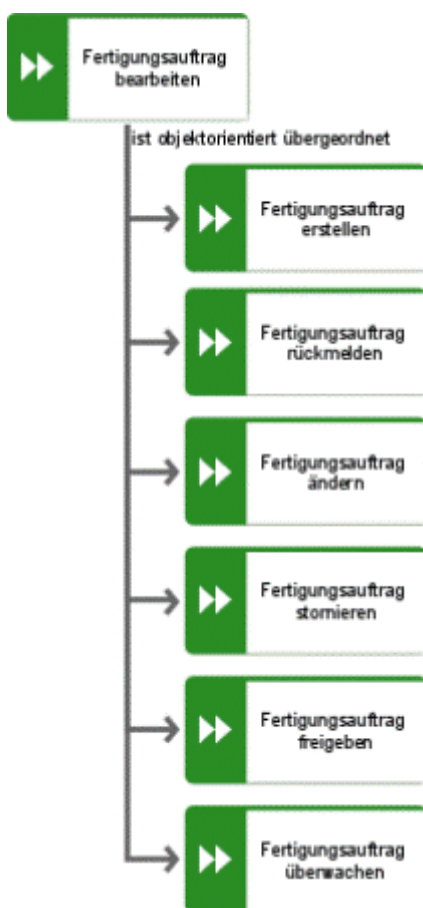 Fertigungsauftrag
bearbeiten
ist objektorientiert übergeordnet
Fertigungsauftrag
erstellen
Fertigungsauftrag
rückmelden
Fertigungsauftrag
ändern
Fertigungsauftrag
stornieren
Fertigungsauftrag
freigeben
Fertigungsauftrag
überwachen